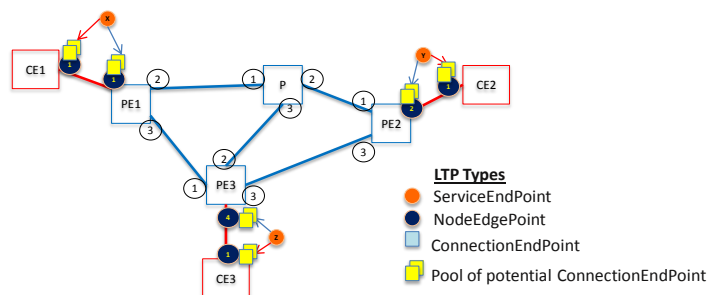 X
CE1
1
1
PE1
2
3
1
P
2
3
Y
1
CE2
2
1
PE2
3
2
1
PE3
3
4
Z
1
CE3
LTP Types
ServiceEndPoint
NodeEdgePoint
ConnectionEndPoint
Pool of potential ConnectionEndPoint